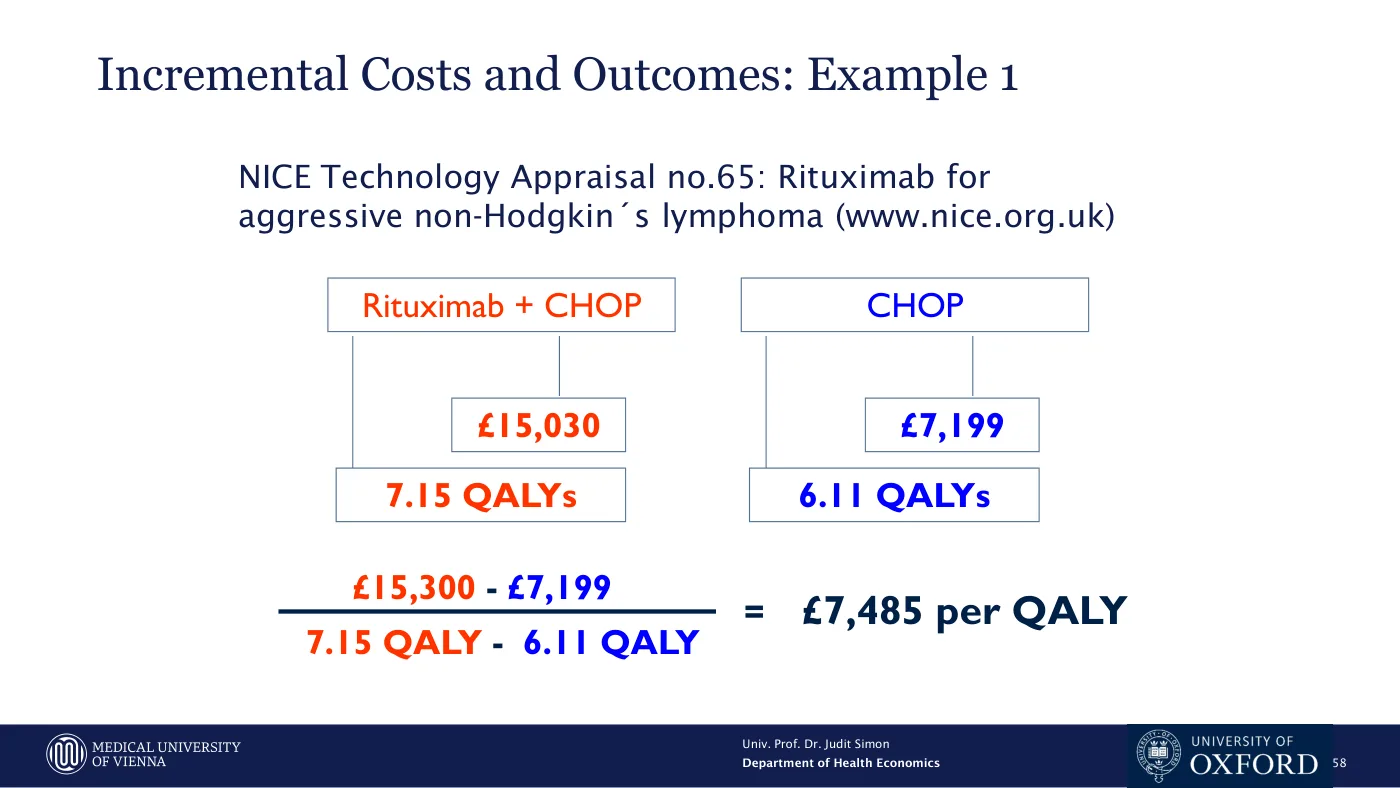 Incremental Costs and Outcomes: Example 1
NICE Technology Appraisal no.65: Rituximab for
aggressive non-Hodgkin´s lymphoma (www.nice.org.uk)
Rituximab + CHOP
CHOP
£15,030
£7,199
7.15 QALYs
6.11 QALYs
£15,300 - £7,199
7.15 QALY - 6.11 QALY
= £7,485 per QALY
MEDICAL UNIVERSITY
OF VIENNA
Univ. Prof. Dr. Judit Simon
Department of Health Economics
UNIVERSITY OF
OXFORD
58